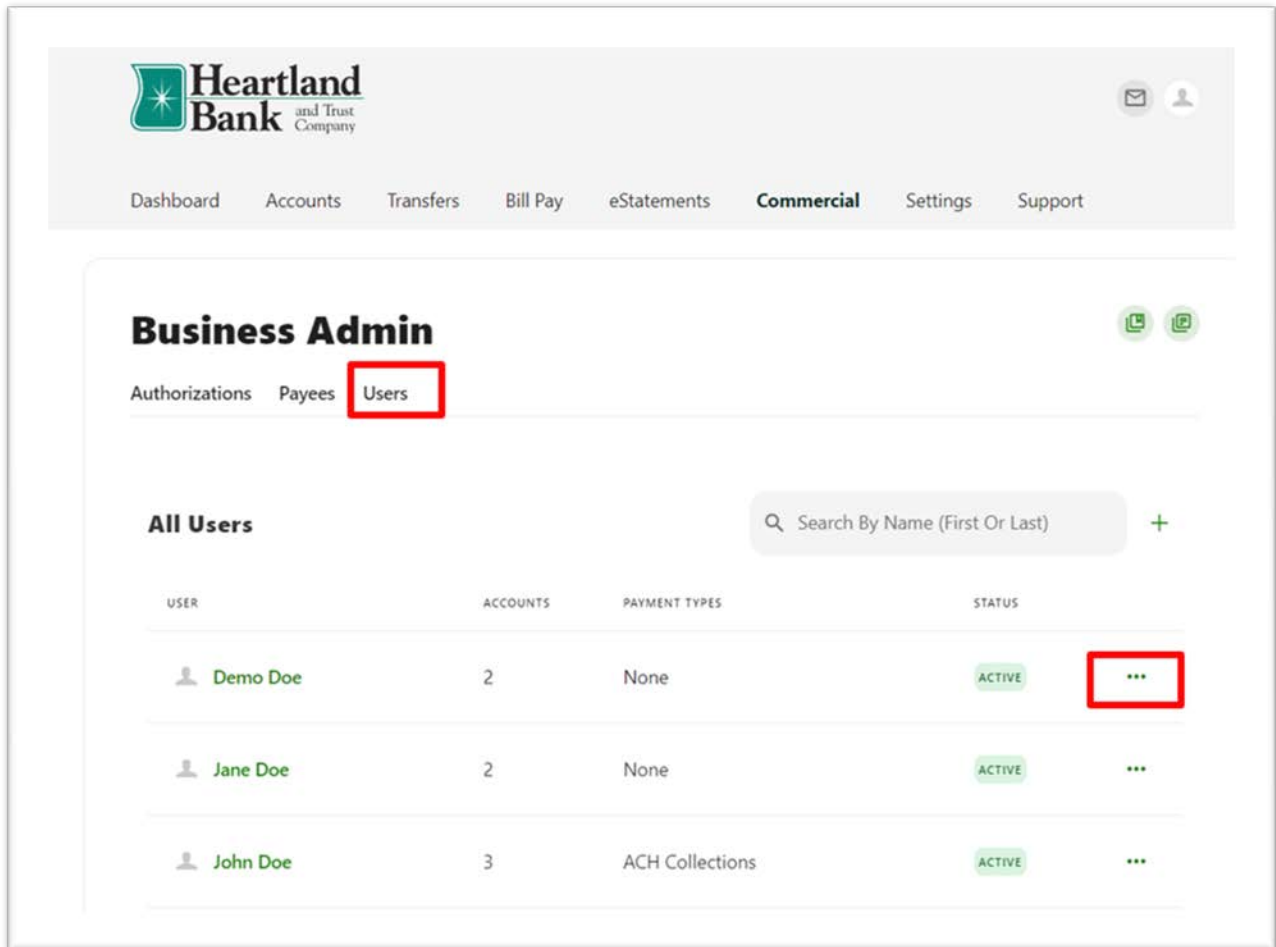 Heartland
Bank and Trust Company
Dashboard Accounts Transfers Bill Pay eStatements Commercial Settings Support
Business Admin
Authorizations Payees Users
All Users Search By Name (First Or Last) +
USER ACCOUNTS PAYMENT TYPES STATUS
Demo Doe 2 None ACTIVE •••
Jane Doe 2 None ACTIVE •••
John Doe 3 ACH Collections ACTIVE •••